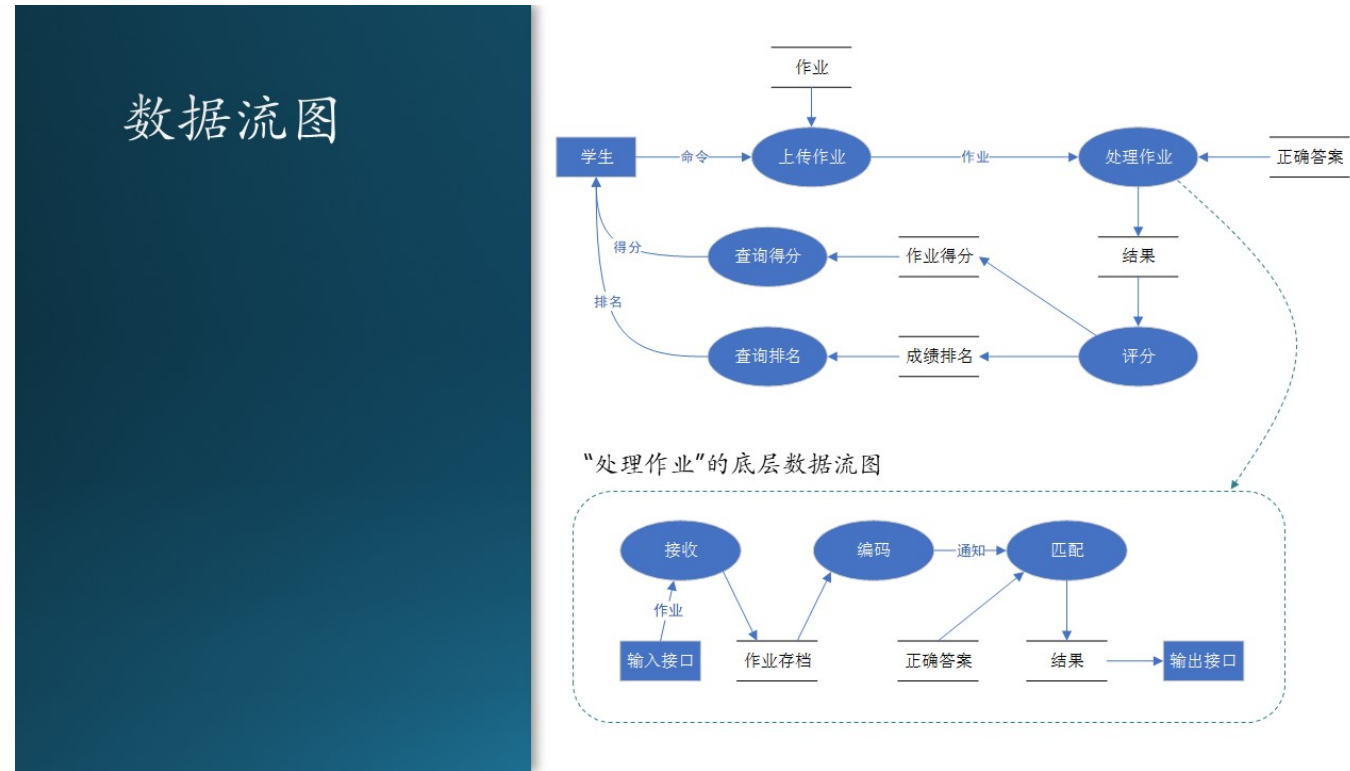 数据流图
作业
学生
命令
上传作业
作业
处理作业
正确答案
得分
查询得分
作业得分
结果
排名
查询排名
成绩排名
评分
“处理作业”的底层数据流图
接收
编码
通知
匹配
作业
输入接口
作业存档
正确答案
结果
输出接口